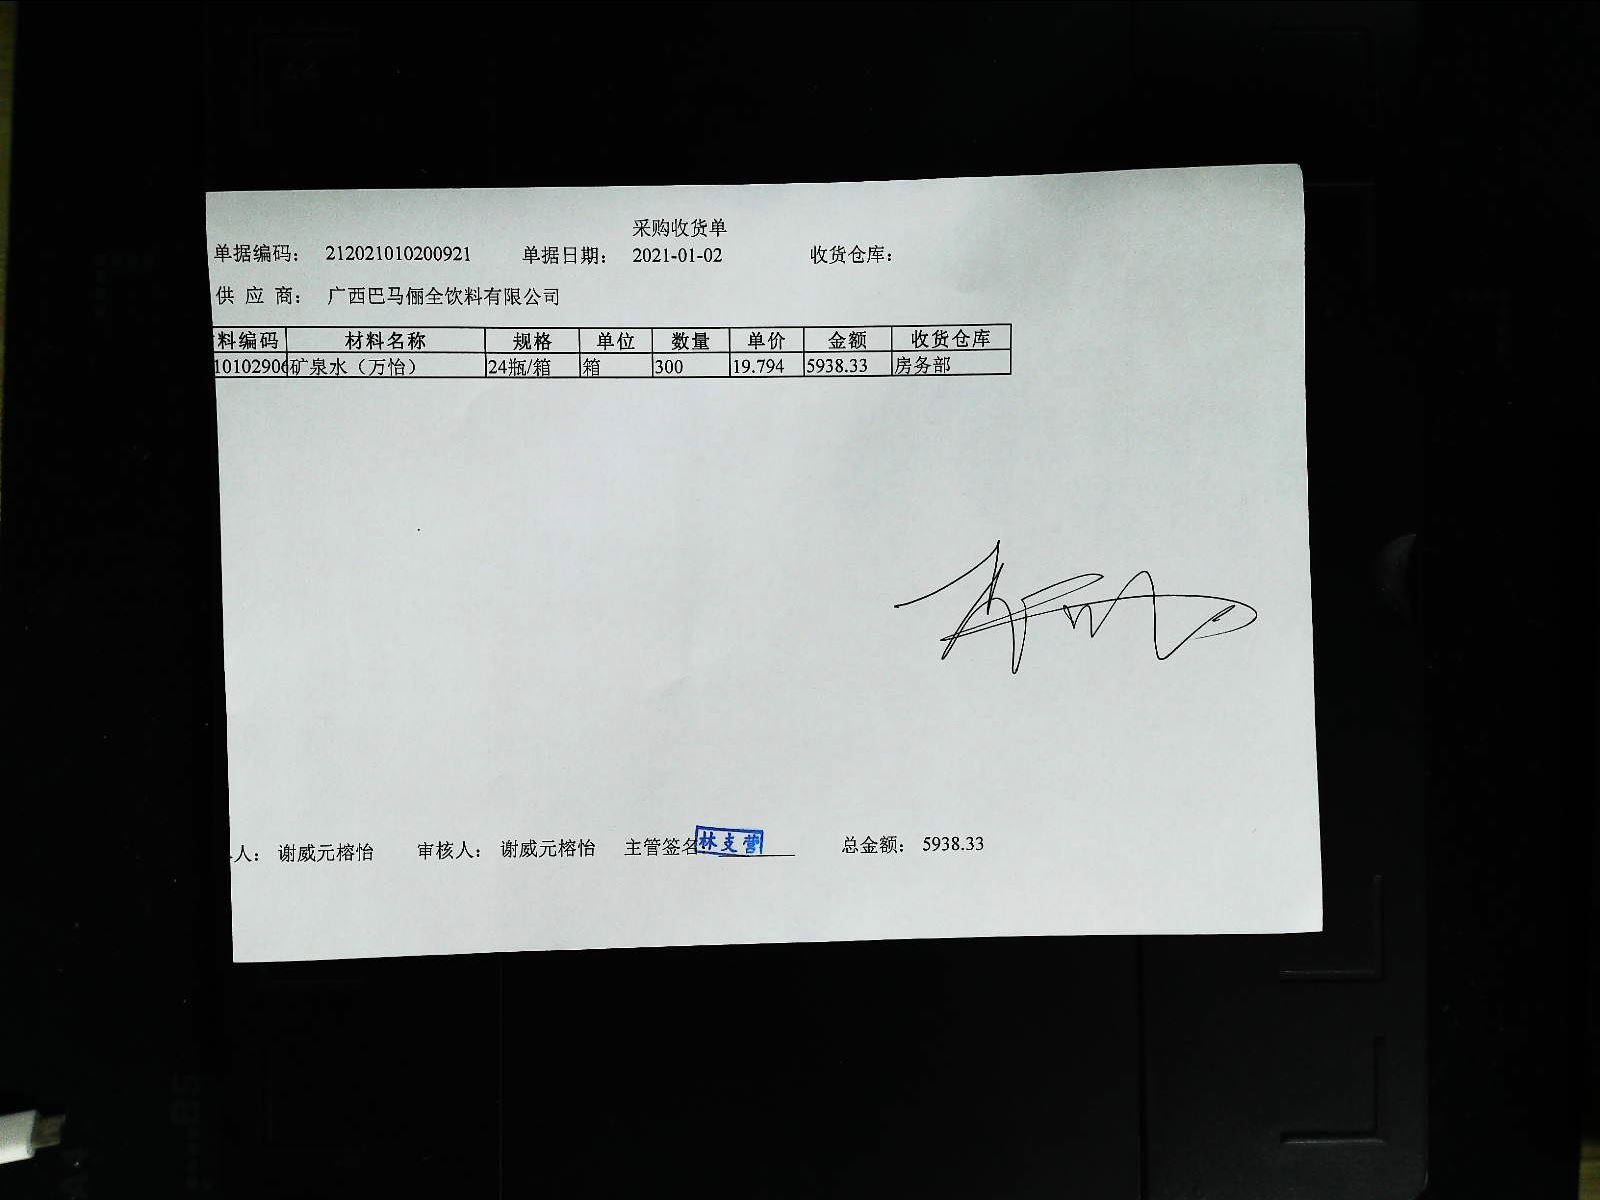 采购收货单
单据编码： 212021010200921 单据日期： 2021-01-02 收货仓库：
供 应 商： 广西巴马俪全饮料有限公司
料编码 材料名称 规格 单位 数量 单价 金额 收货仓库
10102906 矿泉水（万怡） 24瓶/箱 箱 300 19.794 5938.33 房务部
人： 谢威元榕怡 审核人： 谢威元榕怡 主管签名 林支营 总金额： 5938.33